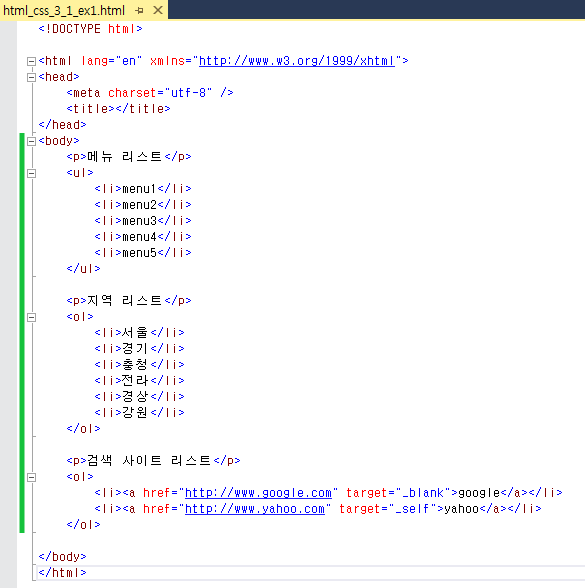 html_css_3_1_ex1.html
<!DOCTYPE html>
<html lang="en" xmlns="http://www.w3.org/1999/xhtml">
<head>
<meta charset="utf-8" />
<title></title>
</head>
<body>
<p>메뉴 리스트</p>
<ul>
<li>menu1</li>
<li>menu2</li>
<li>menu3</li>
<li>menu4</li>
<li>menu5</li>
</ul>
<p>지역 리스트</p>
<ol>
<li>서울</li>
<li>경기</li>
<li>충청</li>
<li>전라</li>
<li>경상</li>
<li>강원</li>
</ol>
<p>검색 사이트 리스트</p>
<ol>
<li><a href="http://www.google.com" target="_blank">google</a></li>
<li><a href="http://www.yahoo.com" target="_self">yahoo</a></li>
</ol>
</body>
</html>